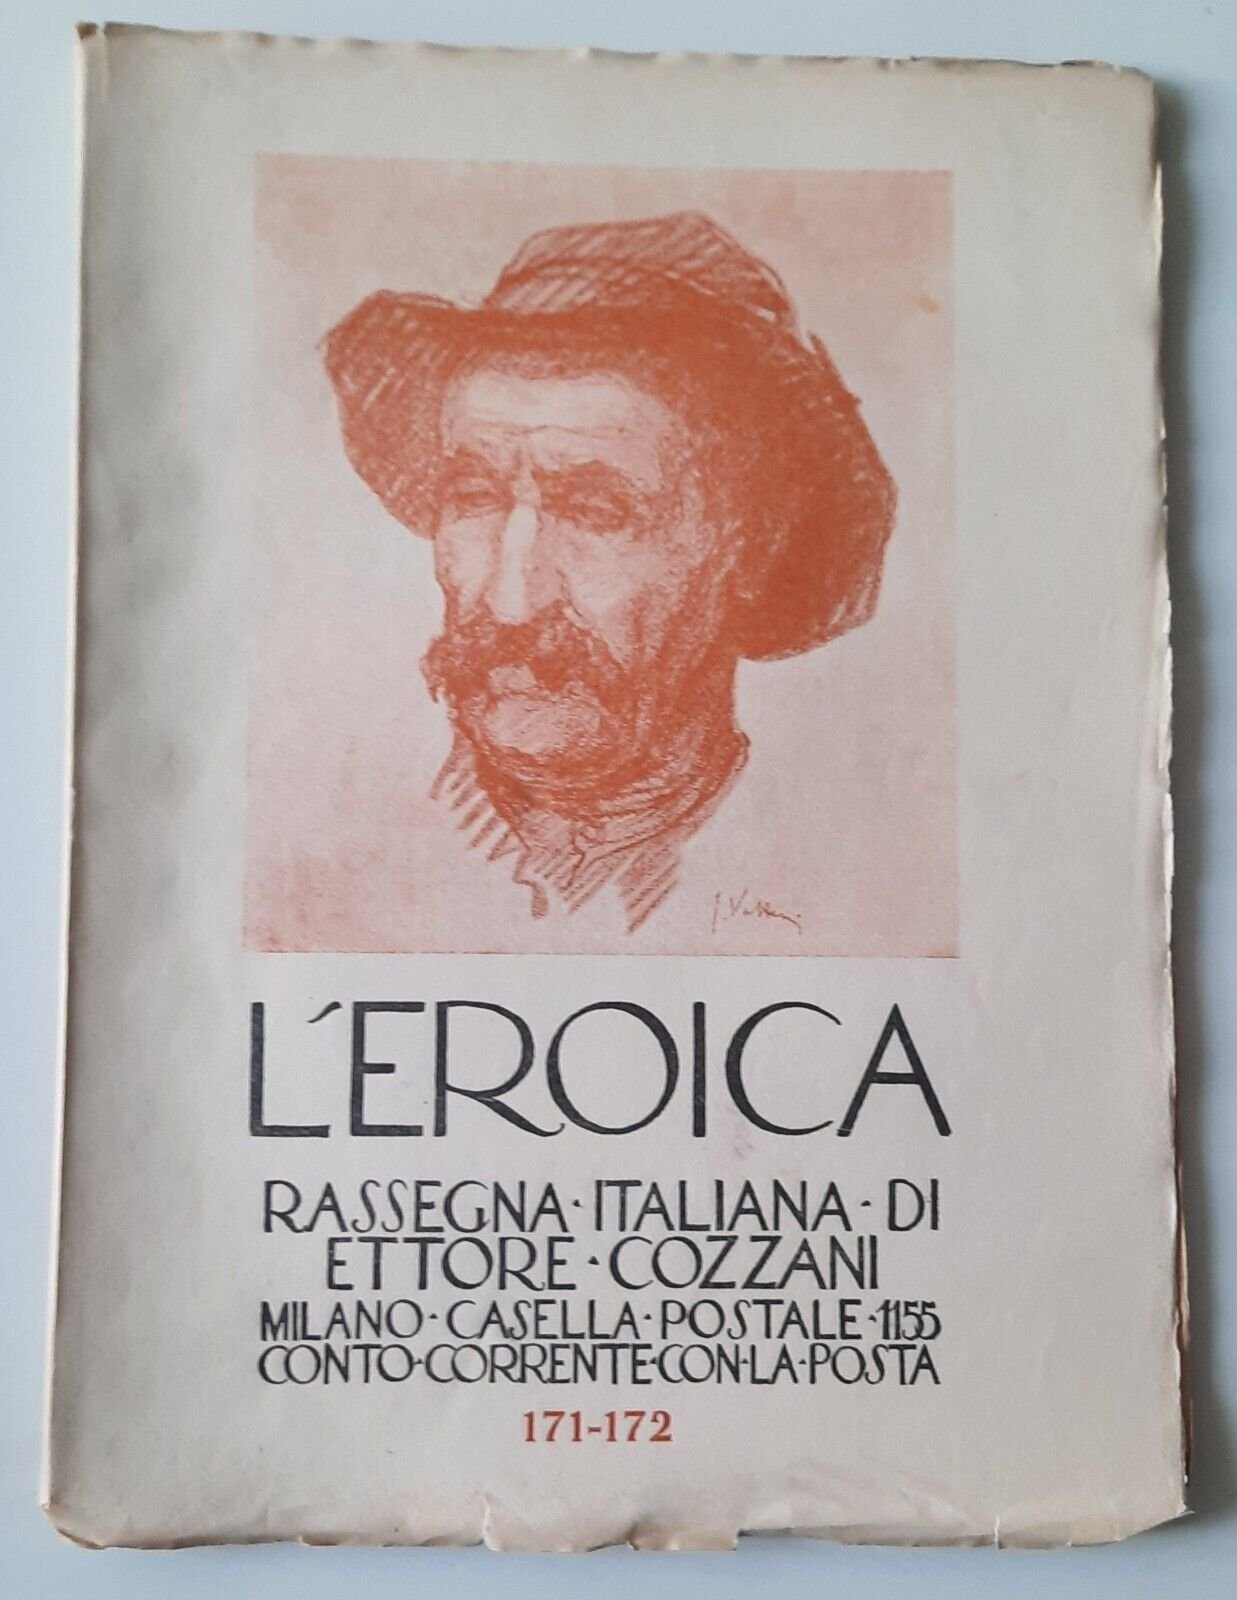 L'EROICA
RASSEGNA · ITALIANA · DI
ETTORE · COZZANI
MILANO · CASELLA · POSTALE · 1155
CONTO · CORRENTE · CON · LA · POSTA
171-172